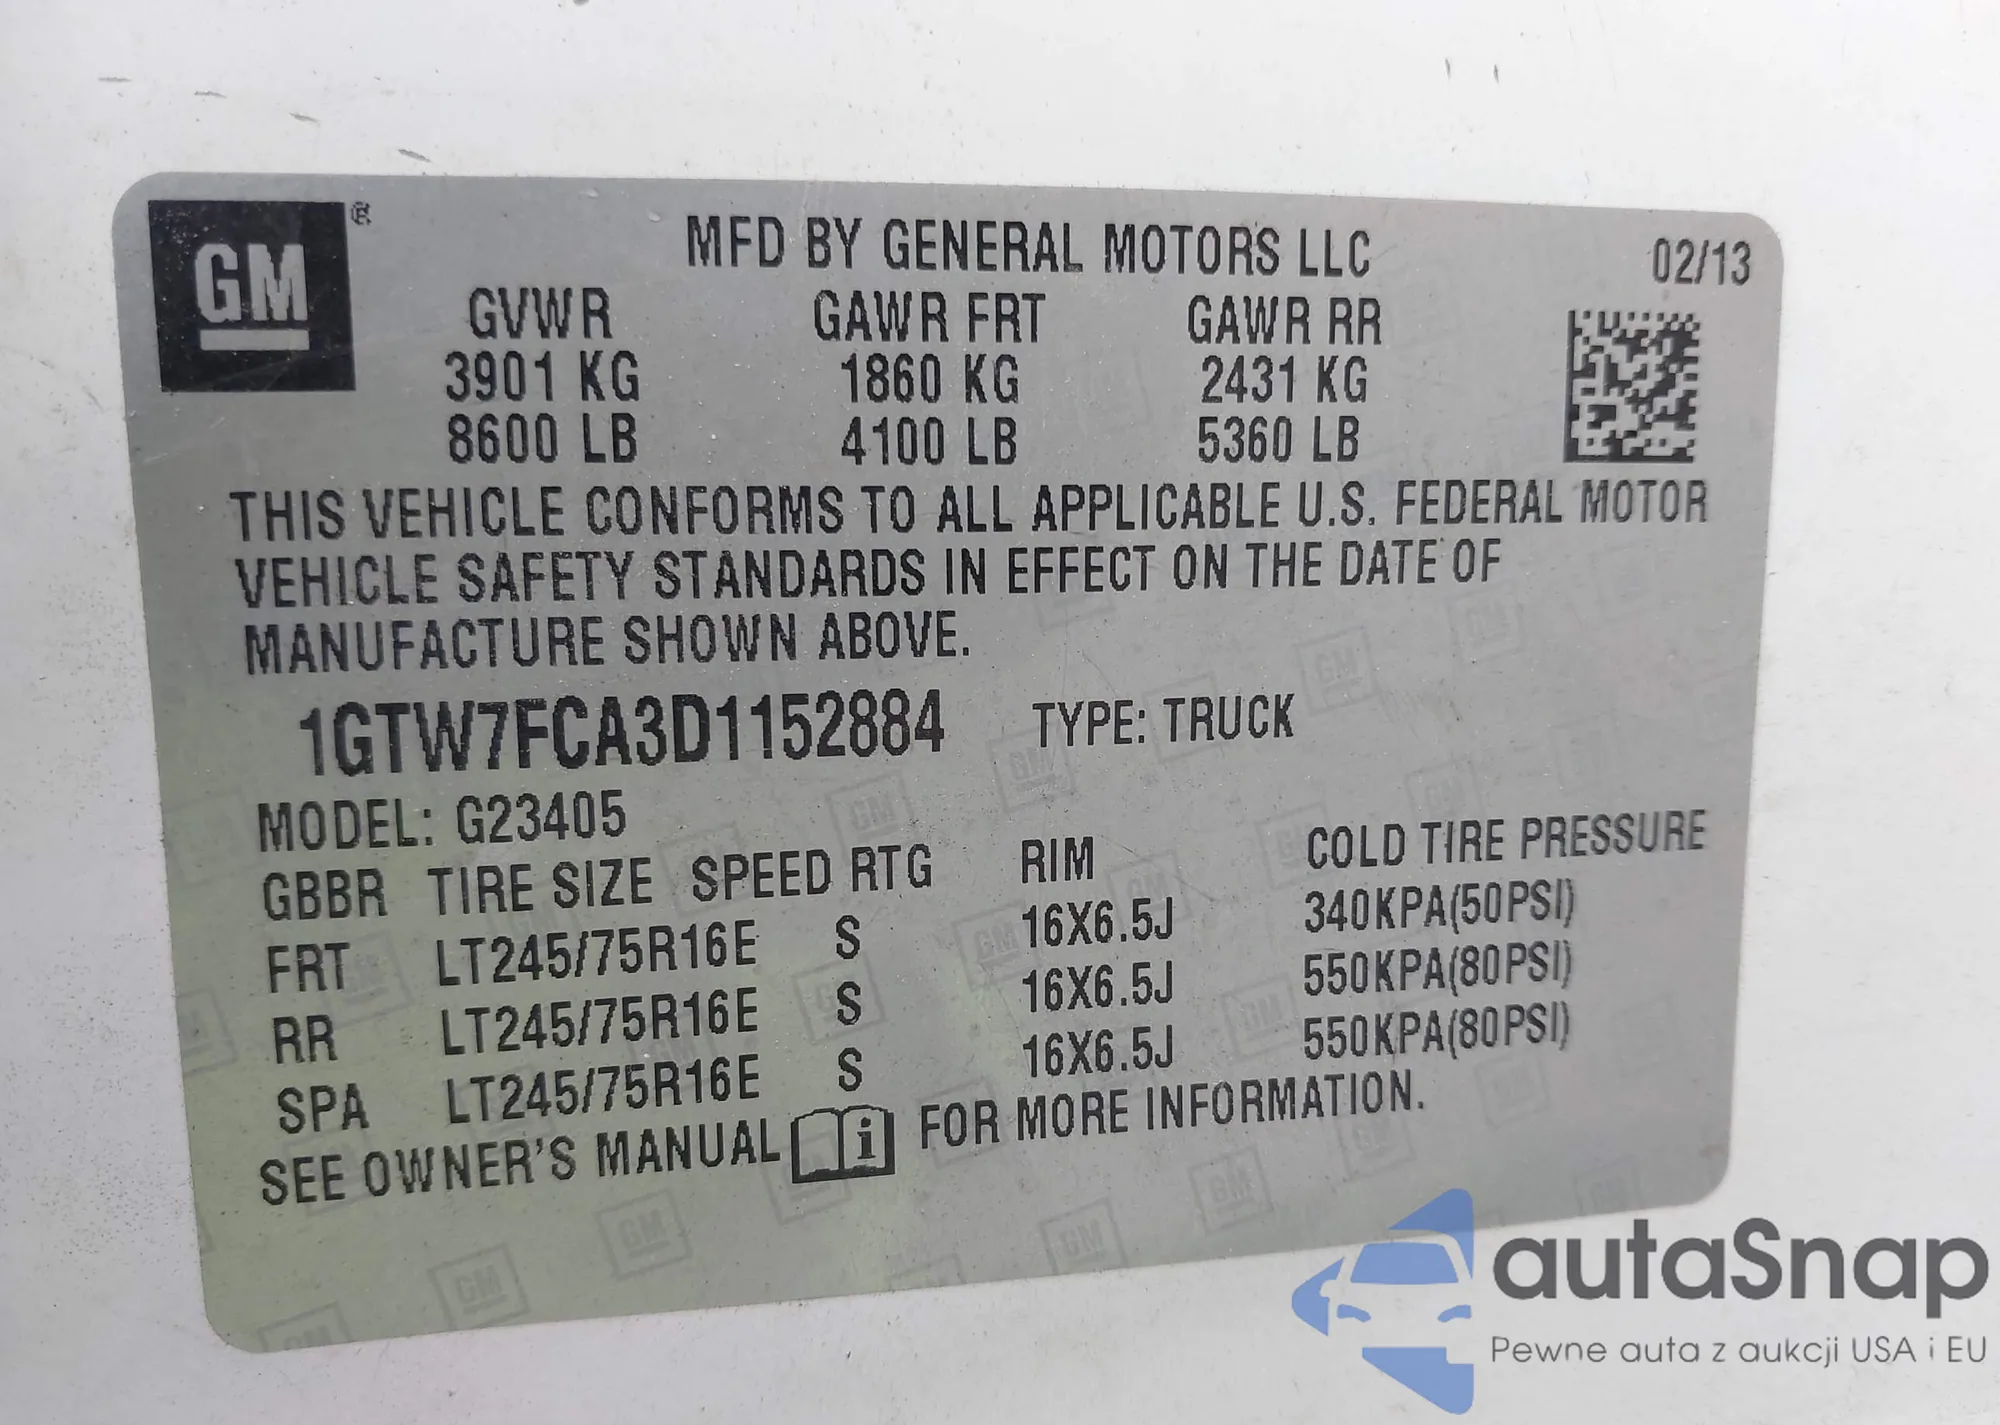 GM ®
MFD BY GENERAL MOTORS LLC 02/13
GVWR GAWR FRT GAWR RR
3901 KG 1860 KG 2431 KG
8600 LB 4100 LB 5360 LB
THIS VEHICLE CONFORMS TO ALL APPLICABLE U.S. FEDERAL MOTOR
VEHICLE SAFETY STANDARDS IN EFFECT ON THE DATE OF
MANUFACTURE SHOWN ABOVE.
1GTW7FCA3D1152884 TYPE: TRUCK
MODEL: G23405
GBBR TIRE SIZE SPEED RTG RIM COLD TIRE PRESSURE
FRT LT245/75R16E S 16X6.5J 340KPA(50PSI)
RR LT245/75R16E S 16X6.5J 550KPA(80PSI)
SPA LT245/75R16E S 16X6.5J 550KPA(80PSI)
SEE OWNER'S MANUAL i FOR MORE INFORMATION.
autaSnap
Pewne auta z aukcji USA i EU